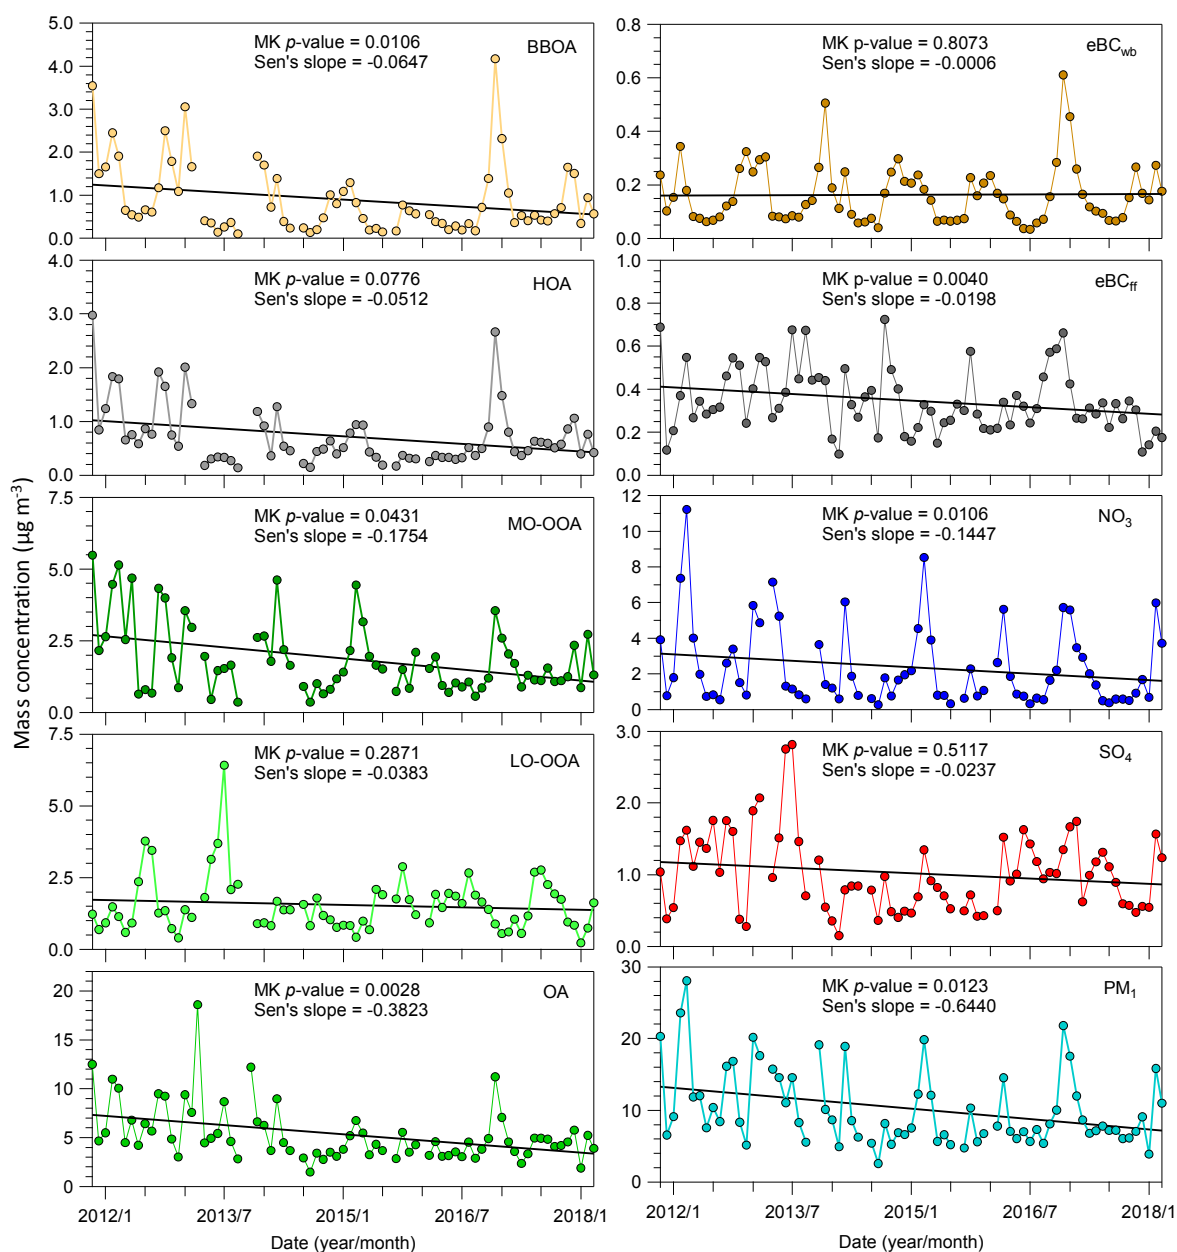 Mass concentration (μg m-3)
5.0
4.0
3.0
2.0
1.0
0.0
MK p-value = 0.0106
Sen's slope = -0.0647
BBOA
0.8
0.6
0.4
0.2
0.0
MK p-value = 0.8073
Sen's slope = -0.0006
eBCwb
4.0
3.0
2.0
1.0
0.0
MK p-value = 0.0776
Sen's slope = -0.0512
HOA
1.0
0.8
0.6
0.4
0.2
0.0
MK p-value = 0.0040
Sen's slope = -0.0198
eBCff
7.5
5.0
2.5
0.0
MK p-value = 0.0431
Sen's slope = -0.1754
MO-OOA
12
10
8
6
4
2
0
MK p-value = 0.0106
Sen's slope = -0.1447
NO3
7.5
5.0
2.5
0.0
MK p-value = 0.2871
Sen's slope = -0.0383
LO-OOA
3.0
2.0
1.0
0.0
MK p-value = 0.5117
Sen's slope = -0.0237
SO4
20
15
10
5
0
MK p-value = 0.0028
Sen's slope = -0.3823
OA
30
20
10
0
MK p-value = 0.0123
Sen's slope = -0.6440
PM1
2012/1 2013/7 2015/1 2016/7 2018/1
Date (year/month)
2012/1 2013/7 2015/1 2016/7 2018/1
Date (year/month)